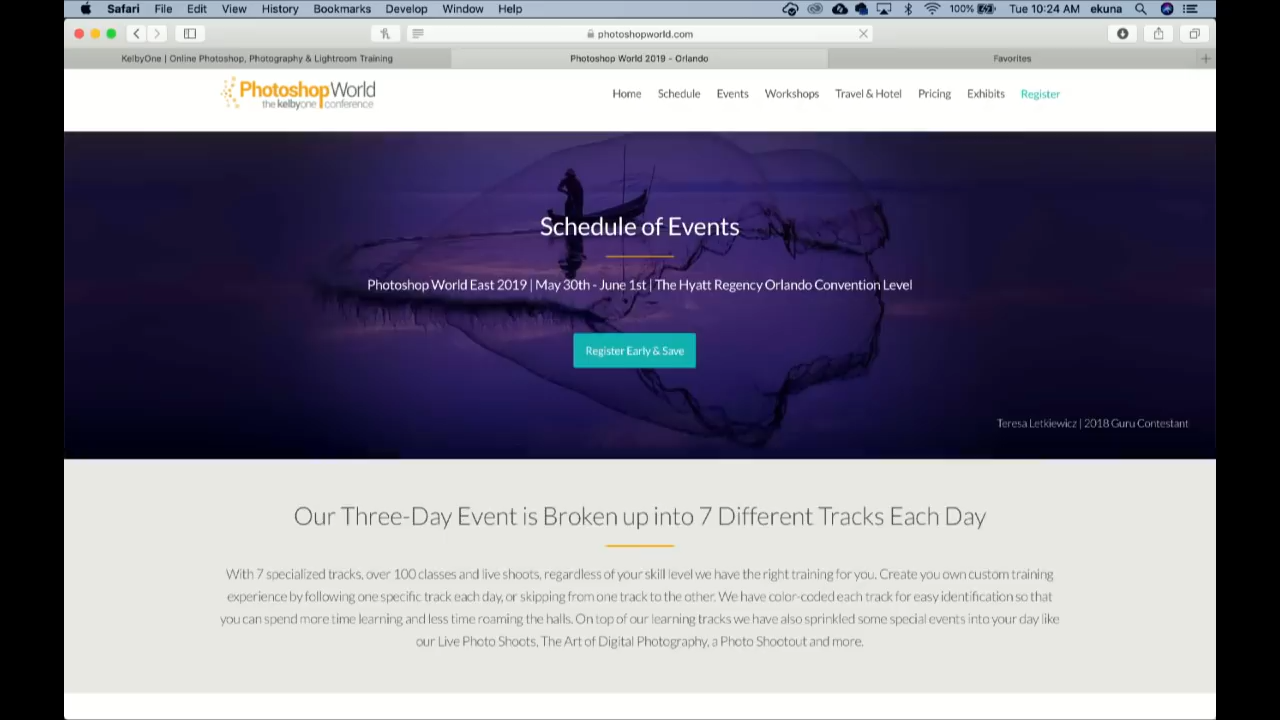 Safari File Edit View History Bookmarks Develop Window Help 100% Tue 10:24 AM ekuna
photoshopworld.com
KelbyOne | Online Photoshop, Photography & Lightroom Training Photoshop World 2019 - Orlando Favorites +
PhotoshopWorld
the kelbyone conference
Home Schedule Events Workshops Travel & Hotel Pricing Exhibits Register
Schedule of Events
Photoshop World East 2019 | May 30th - June 1st | The Hyatt Regency Orlando Convention Level
Register Early & Save
Teresa Letkiewicz | 2018 Guru Contestant
Our Three-Day Event is Broken up into 7 Different Tracks Each Day
With 7 specialized tracks, over 100 classes and live shoots, regardless of your skill level we have the right training for you. Create you own custom training
experience by following one specific track each day, or skipping from one track to the other. We have color-coded each track for easy identification so that
you can spend more time learning and less time roaming the halls. On top of our learning tracks we have also sprinkled some special events into your day like
our Live Photo Shoots, The Art of Digital Photography, a Photo Shootout and more.